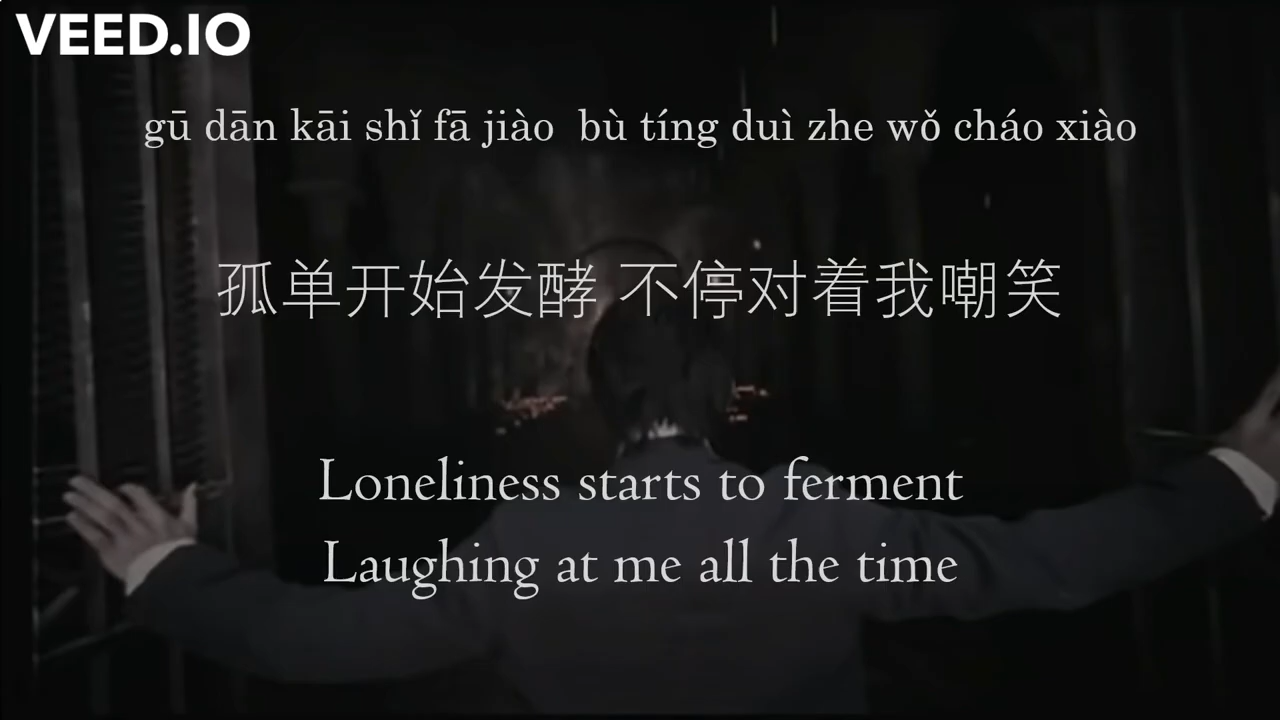 VEED.IO
gū dān kāi shǐ fā jiào  bù tíng duì zhe wǒ cháo xiào
孤单开始发酵 不停对着我嘲笑
Loneliness starts to ferment
Laughing at me all the time